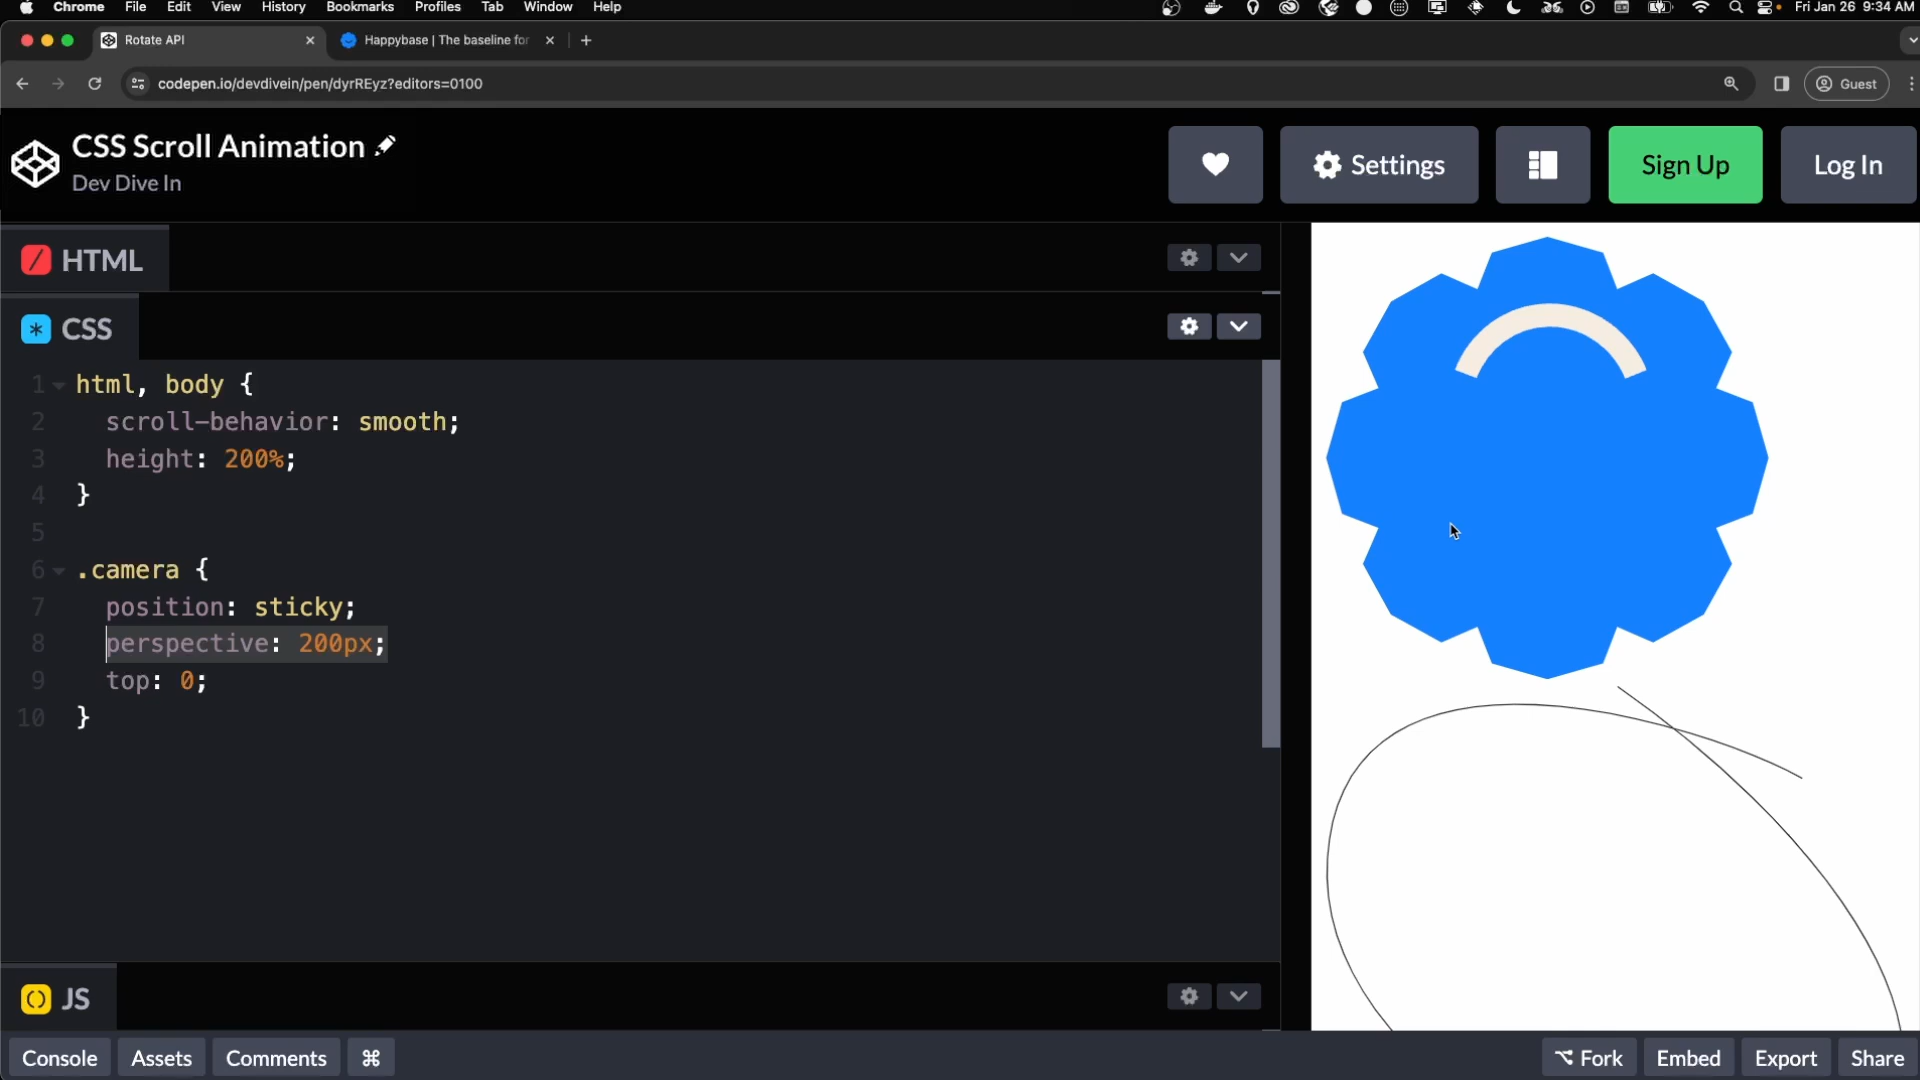 Chrome File Edit View History Bookmarks Profiles Tab Window Help Fri Jan 26 9:34 AM
Rotate API Happybase | The baseline for
codepen.io/devdivein/pen/dyrREyz?editors=0100 Guest
CSS Scroll Animation
Dev Dive In
Settings Sign Up Log In
HTML
CSS
1 html, body {
2 scroll-behavior: smooth;
3 height: 200%;
4 }
5
6 .camera {
7 position: sticky;
8 perspective: 200px;
9 top: 0;
10 }
JS
Console Assets Comments ⌘ Fork Embed Export Share